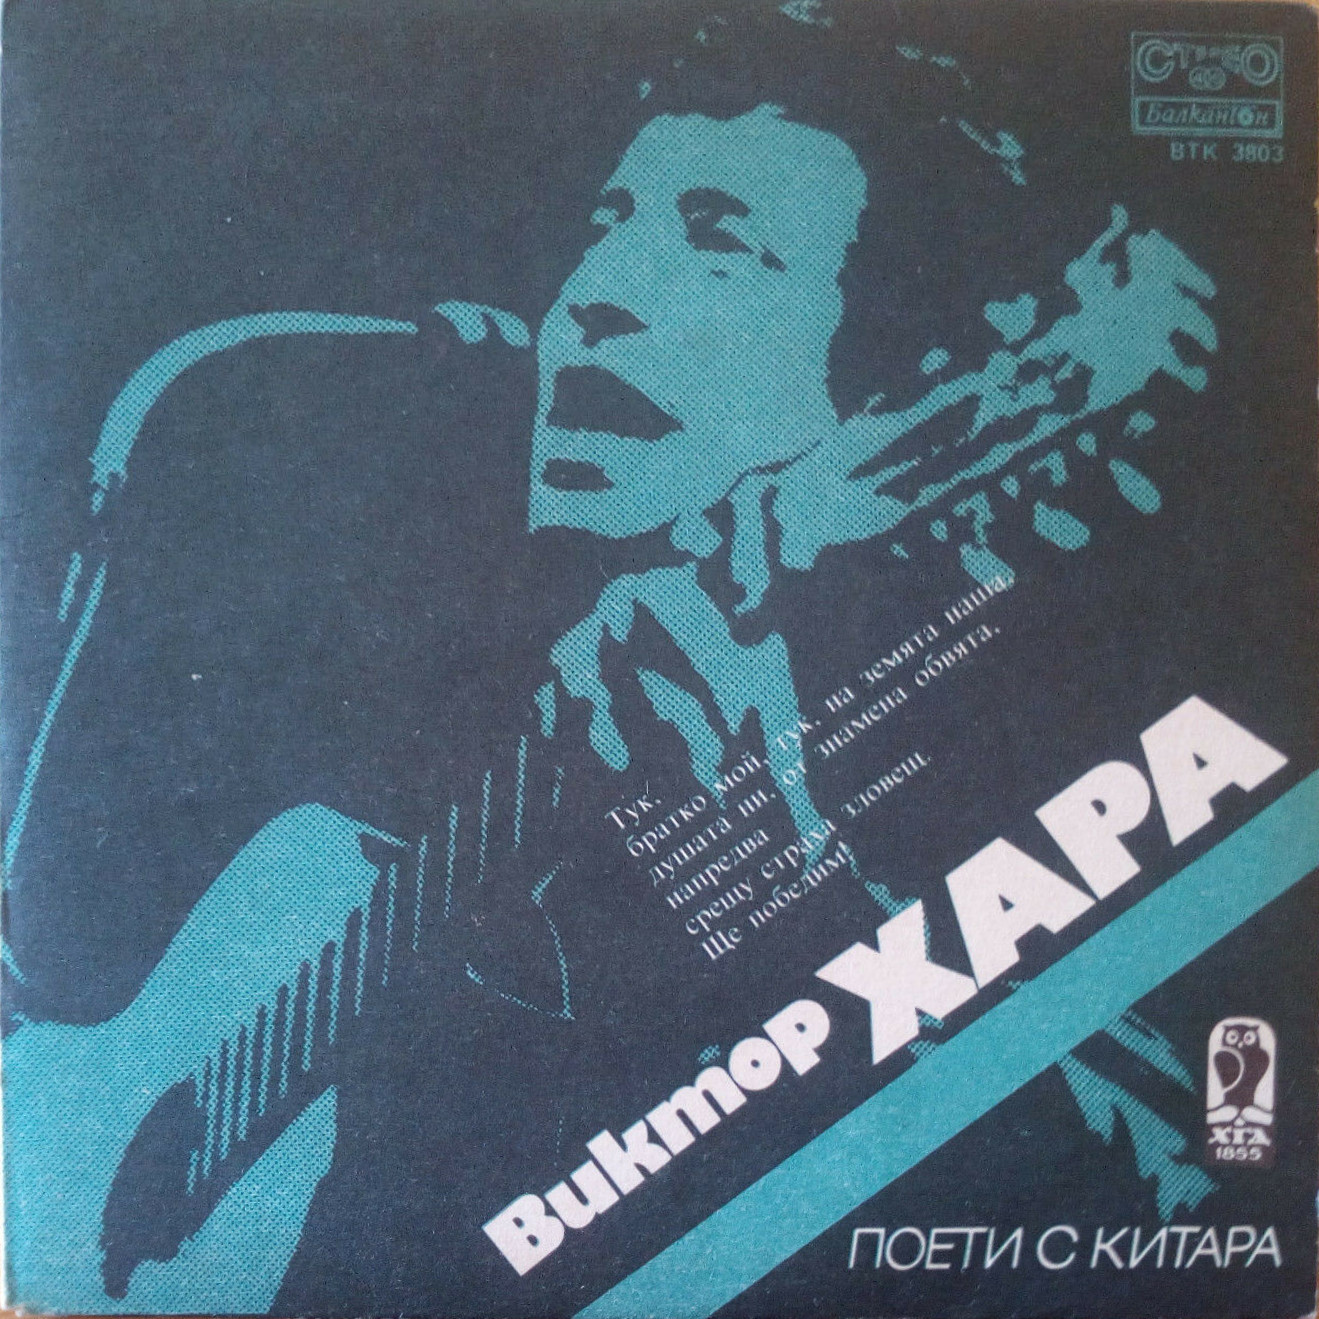 СТЕРЕО
Балкантон
ВТК 3803
Тук,
братко мой, тук, на земята наша,
душата ни, от знамена обвята,
напредва
срещу страха зловещ.
Ще победим!
Виктор ХАРА
ХГД
1855
ПОЕТИ С КИТАРА